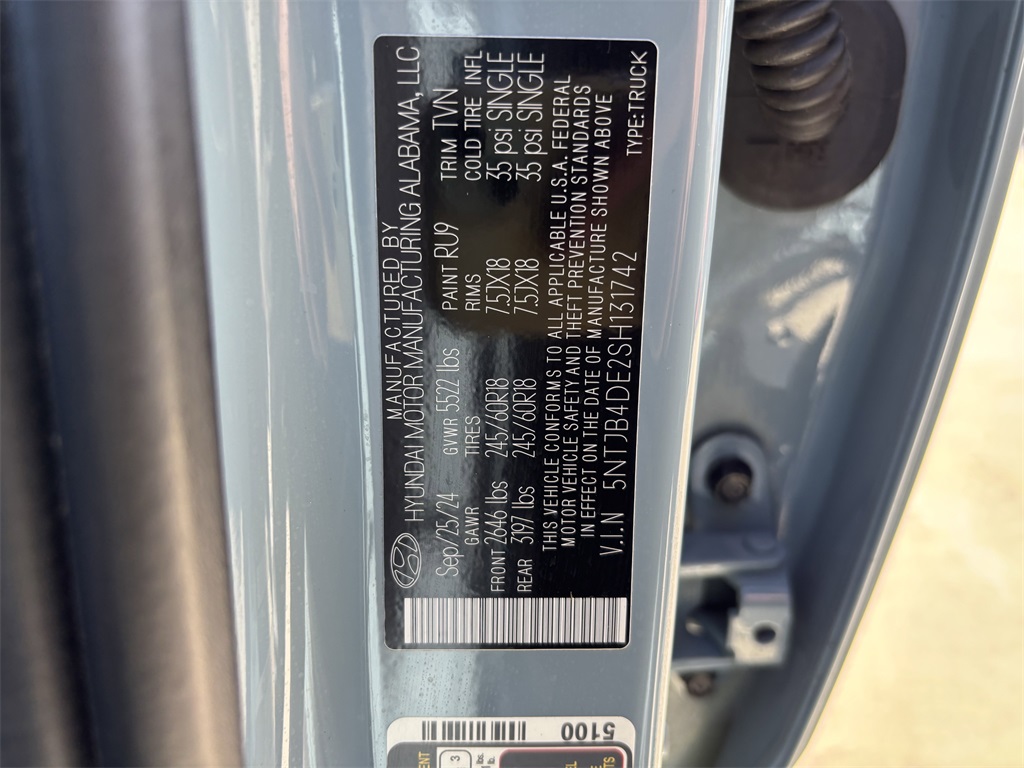 MANUFACTURED BY
HYUNDAI MOTOR MANUFACTURING ALABAMA, LLC
Sep/25/24 GVWR 5522 lbs PAINT RU9 TRIM TVN
GAWR TIRES RIMS COLD TIRE INFL
FRONT 2646 lbs 245/60R18 7.5JX18 35 psi SINGLE
REAR 3197 lbs 245/60R18 7.5JX18 35 psi SINGLE
THIS VEHICLE CONFORMS TO ALL APPLICABLE U.S.A. FEDERAL
MOTOR VEHICLE SAFETY AND THEFT PREVENTION STANDARDS
IN EFFECT ON THE DATE OF MANUFACTURE SHOWN ABOVE
V.I.N 5NTJB4DE2SH131742 TYPE:TRUCK
5100